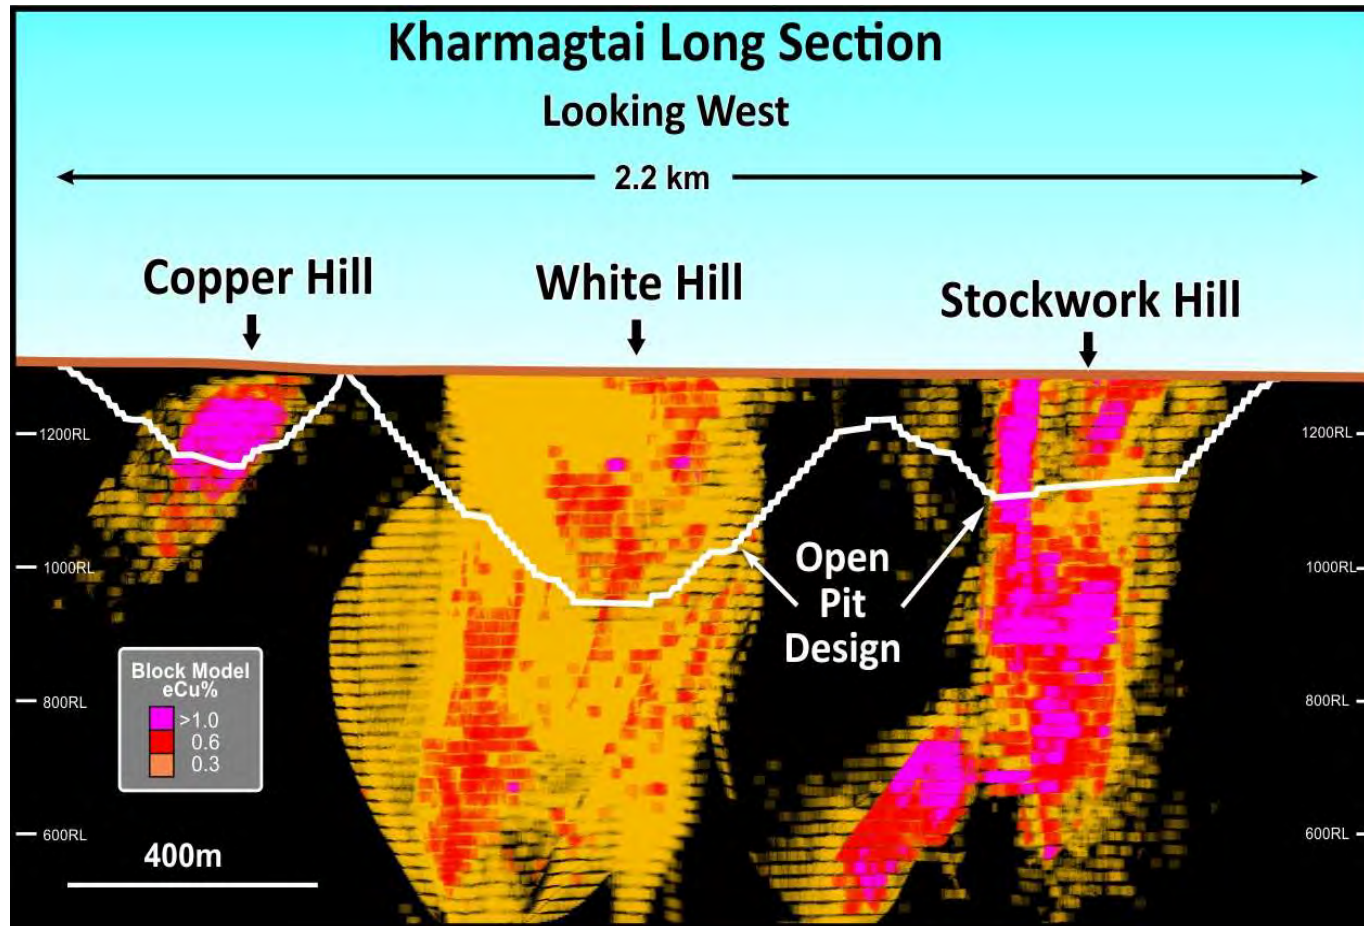 Kharmagtai Long Section
Looking West
2.2 km
Copper Hill
White Hill
Stockwork Hill
1200RL
1200RL
1000RL
1000RL
Open
Pit
Design
Block Model
eCu%
>1.0
0.6
0.3
800RL
800RL
600RL
600RL
400m